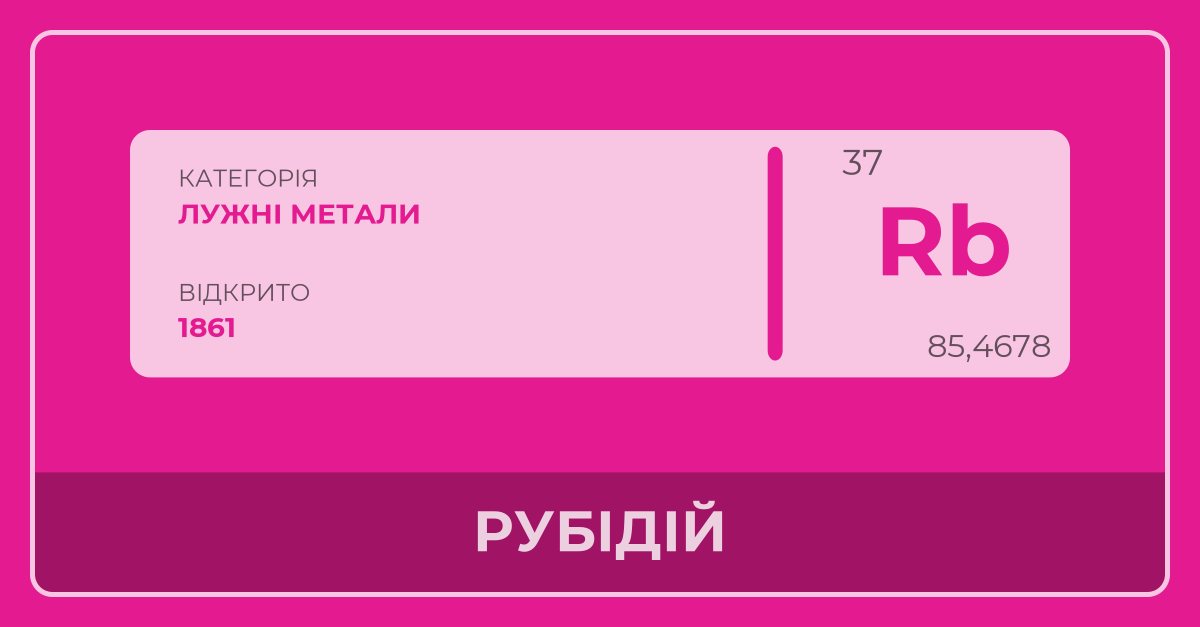 КАТЕГОРІЯ
ЛУЖНІ МЕТАЛИ
ВІДКРИТО
1861
37
Rb
85,4678
РУБІДІЙ